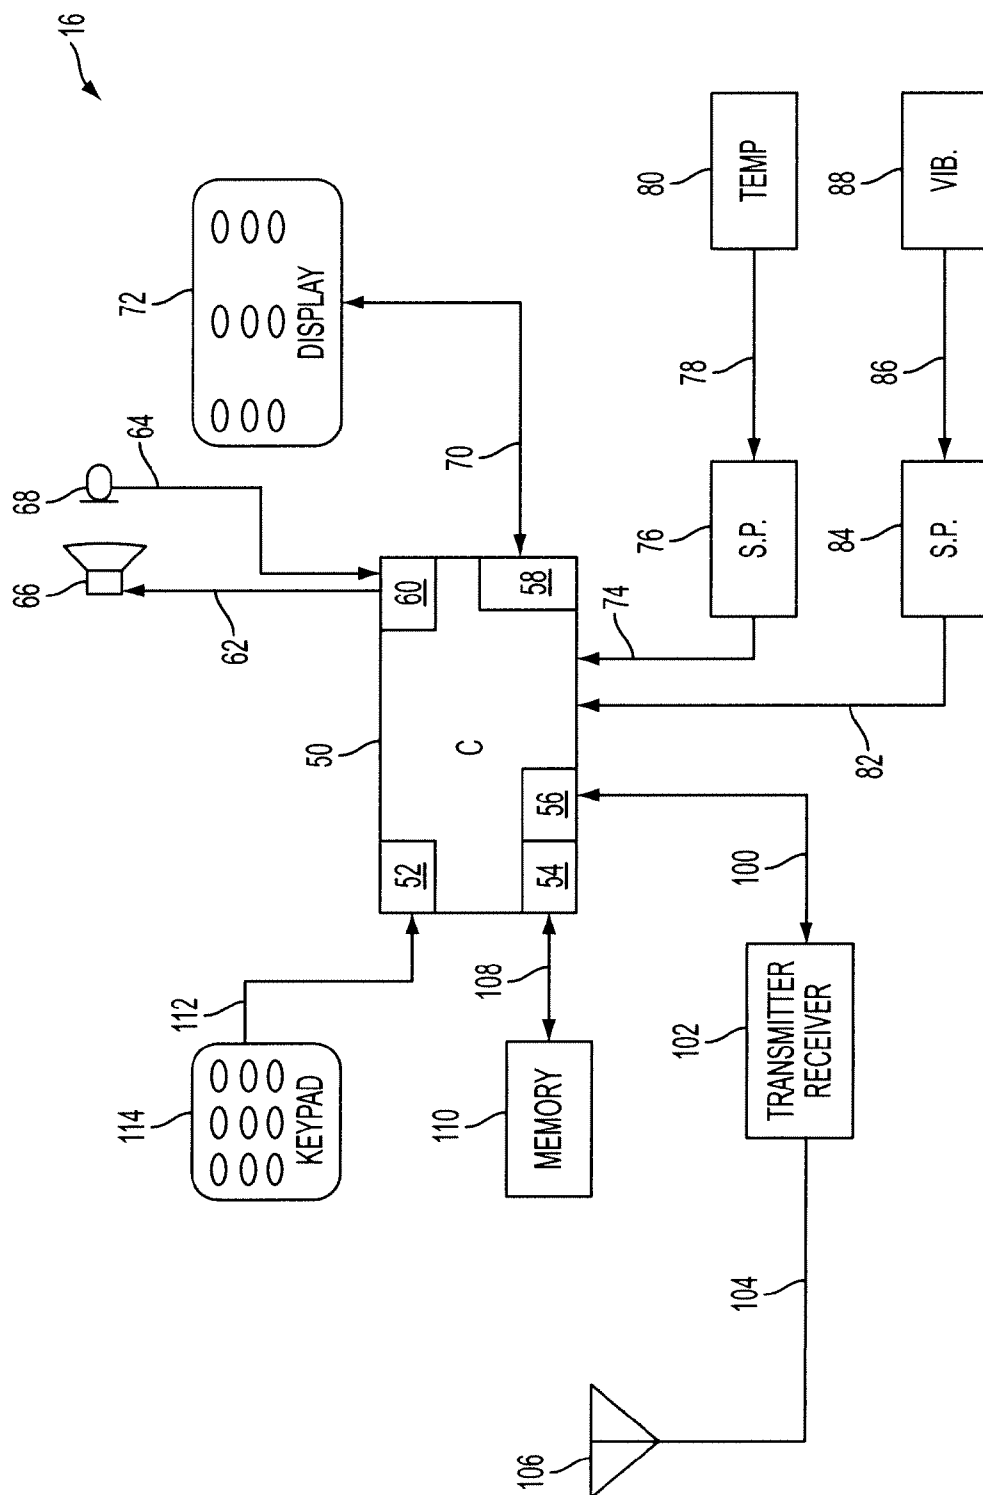 16
72
DISPLAY
68
64
66
62
70
60
58
50
C
52
54
56
112
114
KEYPAD
108
110
MEMORY
74
76
S.P.
78
80
TEMP
82
84
S.P.
86
88
VIB.
100
102
TRANSMITTER
RECEIVER
104
106